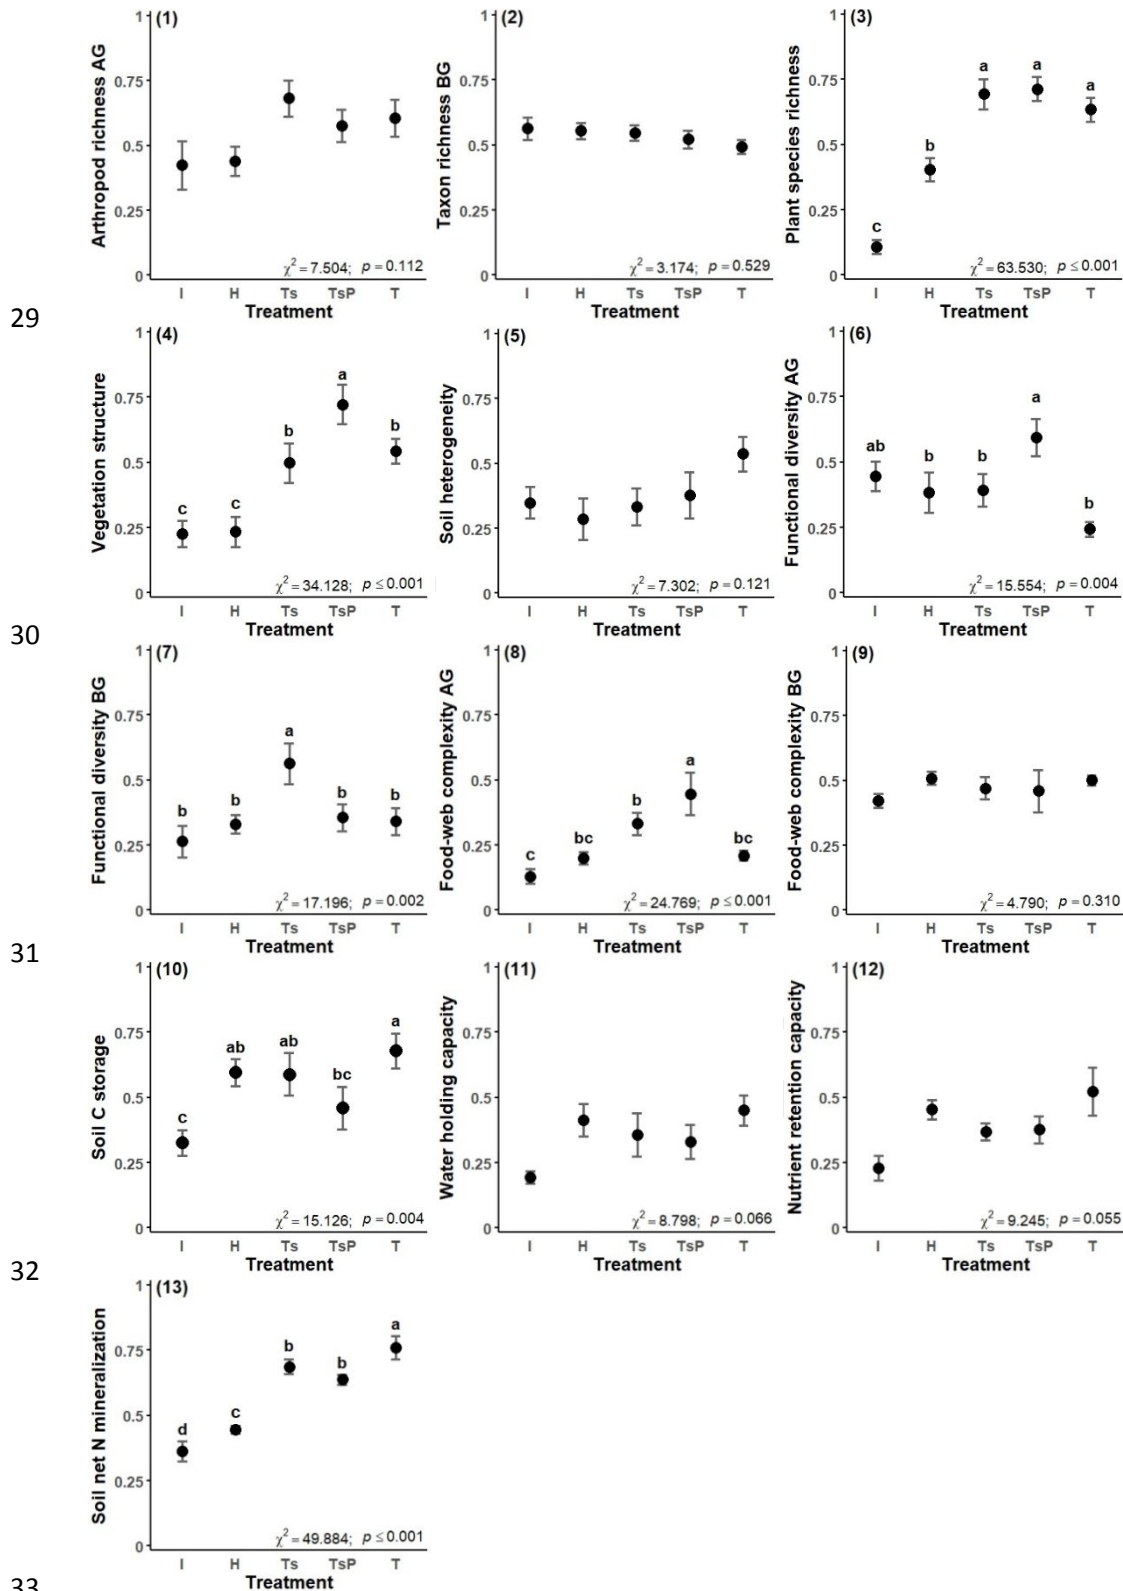 (1)
Arthropod richness AG
1
0.75
0.5
0.25
0
χ² = 7.504; p = 0.112
I H Ts TsP T
Treatment
(2)
Taxon richness BG
1
0.75
0.5
0.25
0
χ² = 3.174; p = 0.529
I H Ts TsP T
Treatment
(3)
Plant species richness
1
0.75
0.5
0.25
0
c b a a a
χ² = 63.530; p ≤ 0.001
I H Ts TsP T
Treatment
29
(4)
Vegetation structure
1
0.75
0.5
0.25
0
c c b a b
χ² = 34.128; p ≤ 0.001
I H Ts TsP T
Treatment
(5)
Soil heterogeneity
1
0.75
0.5
0.25
0
χ² = 7.302; p = 0.121
I H Ts TsP T
Treatment
(6)
Functional diversity AG
1
0.75
0.5
0.25
0
ab b b a b
χ² = 15.554; p = 0.004
I H Ts TsP T
Treatment
30
(7)
Functional diversity BG
1
0.75
0.5
0.25
0
b b a b b
χ² = 17.196; p = 0.002
I H Ts TsP T
Treatment
(8)
Food-web complexity AG
1
0.75
0.5
0.25
0
c bc b a bc
χ² = 24.769; p ≤ 0.001
I H Ts TsP T
Treatment
(9)
Food-web complexity BG
1
0.75
0.5
0.25
0
χ² = 4.790; p = 0.310
I H Ts TsP T
Treatment
31
(10)
Soil C storage
1
0.75
0.5
0.25
0
c ab ab bc a
χ² = 15.126; p = 0.004
I H Ts TsP T
Treatment
(11)
Water holding capacity
1
0.75
0.5
0.25
0
χ² = 8.798; p = 0.066
I H Ts TsP T
Treatment
(12)
Nutrient retention capacity
1
0.75
0.5
0.25
0
χ² = 9.245; p = 0.055
I H Ts TsP T
Treatment
32
(13)
Soil net N mineralization
1
0.75
0.5
0.25
0
d c b b a
χ² = 49.884; p ≤ 0.001
I H Ts TsP T
Treatment
33